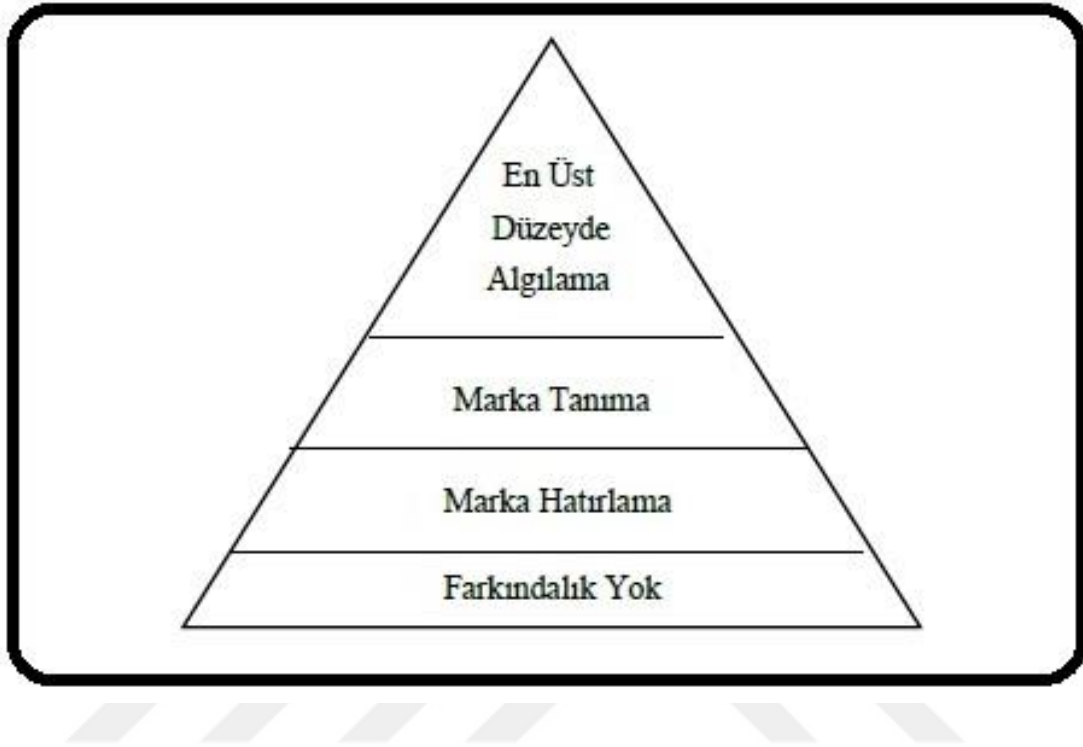 En Üst
Düzeyde
Algılama
Marka Tanıma
Marka Hatırlama
Farkındalık Yok